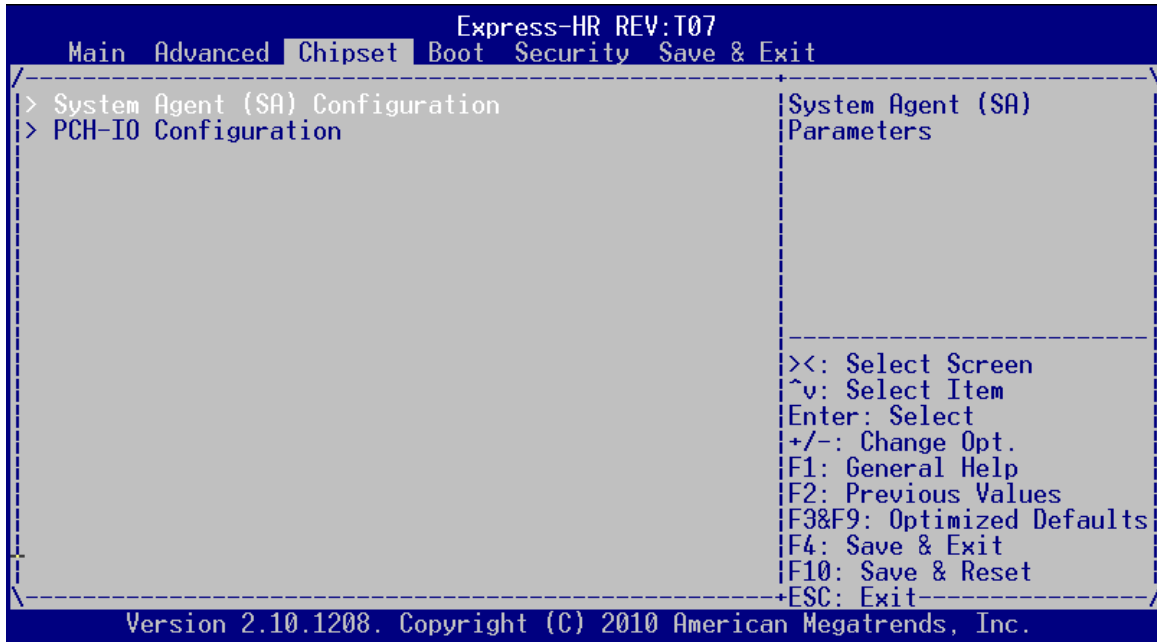 Express-HR REV:T07
Main Advanced Chipset Boot Security Save & Exit
> System Agent (SA) Configuration
> PCH-IO Configuration
System Agent (SA)
Parameters
><: Select Screen
^v: Select Item
Enter: Select
+/-: Change Opt.
F1: General Help
F2: Previous Values
F3&F9: Optimized Defaults
F4: Save & Exit
F10: Save & Reset
ESC: Exit
Version 2.10.1208. Copyright (C) 2010 American Megatrends, Inc.